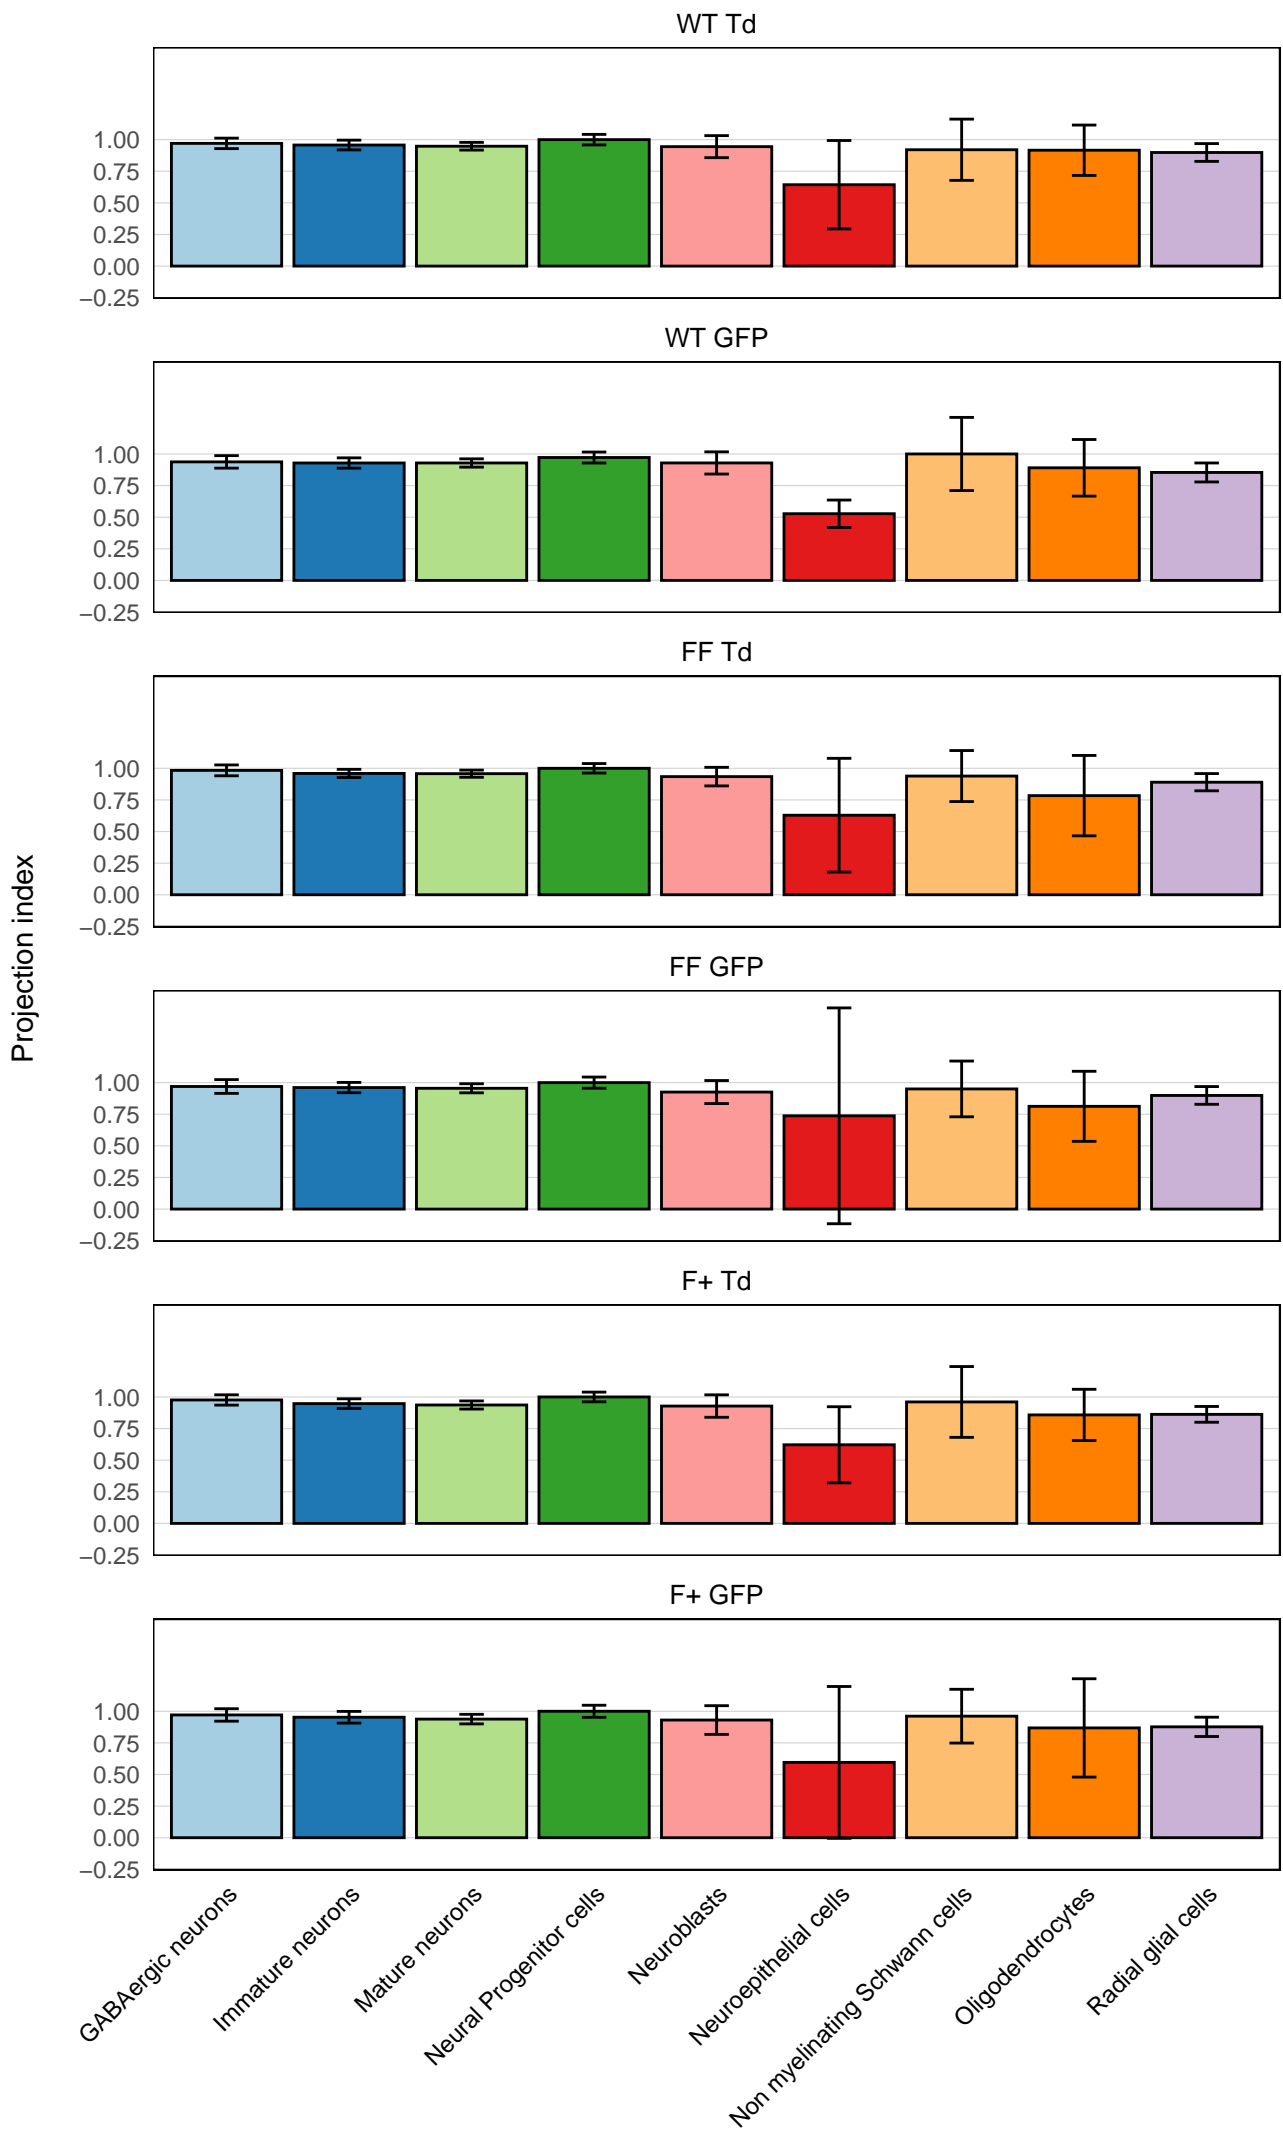 WT Td
1.00
0.75
0.50
0.25
0.00
−0.25
WT GFP
1.00
0.75
0.50
0.25
0.00
−0.25
FF Td
1.00
0.75
0.50
0.25
0.00
−0.25
Projection index
FF GFP
1.00
0.75
0.50
0.25
0.00
−0.25
F+ Td
1.00
0.75
0.50
0.25
0.00
−0.25
F+ GFP
1.00
0.75
0.50
0.25
0.00
−0.25
GABAergic neurons
Immature neurons
Mature neurons
Neural Progenitor cells
Neuroblasts
Neuroepithelial cells
Non myelinating Schwann cells
Oligodendrocytes
Radial glial cells